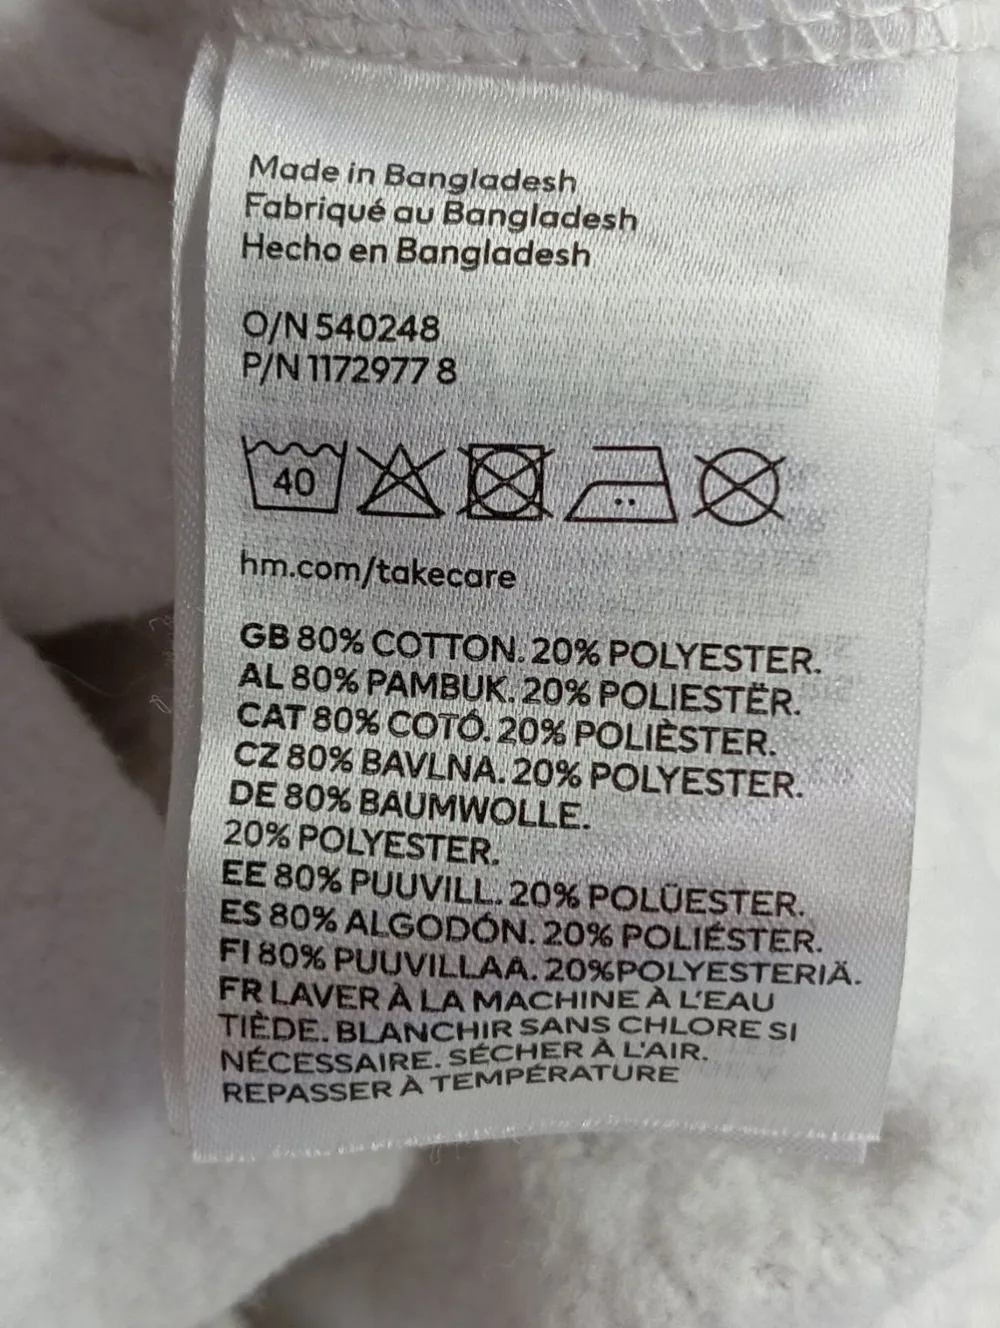 Made in Bangladesh
Fabriqué au Bangladesh
Hecho en Bangladesh
O/N 540248
P/N 1172977 8
40
hm.com/takecare
GB 80% COTTON. 20% POLYESTER.
AL 80% PAMBUK. 20% POLIESTËR.
CAT 80% COTÓ. 20% POLIÈSTER.
CZ 80% BAVLNA. 20% POLYESTER.
DE 80% BAUMWOLLE.
20% POLYESTER.
EE 80% PUUVILL. 20% POLÜESTER.
ES 80% ALGODÓN. 20% POLIÉSTER.
FI 80% PUUVILLAA. 20%POLYESTERIÄ.
FR LAVER À LA MACHINE À L'EAU
TIÈDE. BLANCHIR SANS CHLORE SI
NÉCESSAIRE. SÉCHER À L'AIR.
REPASSER À TEMPÉRATURE